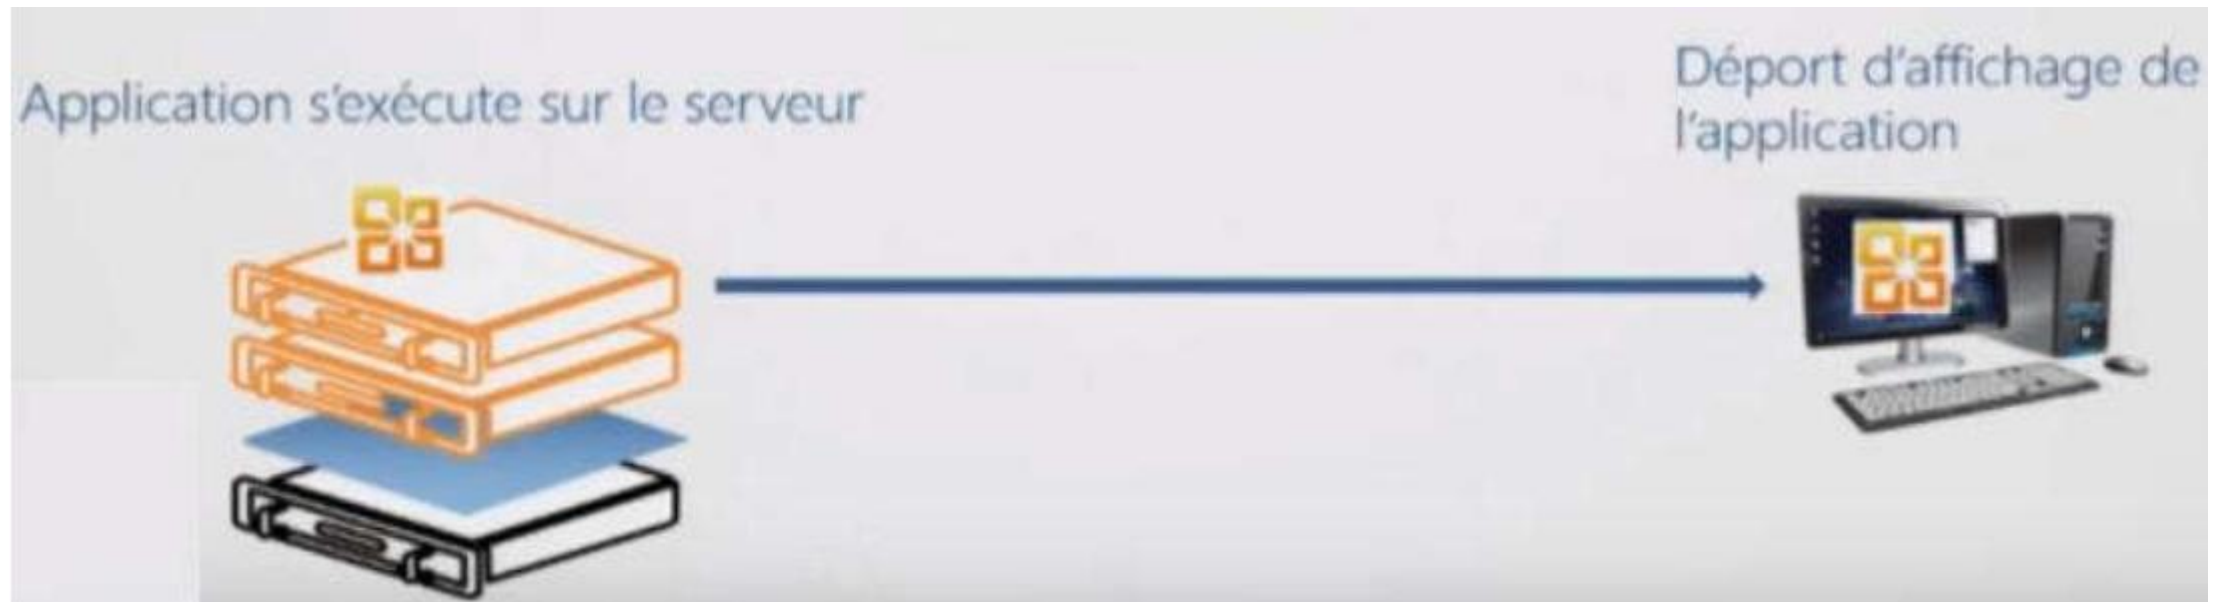 Application s'exécute sur le serveur
Déport d'affichage de
l'application